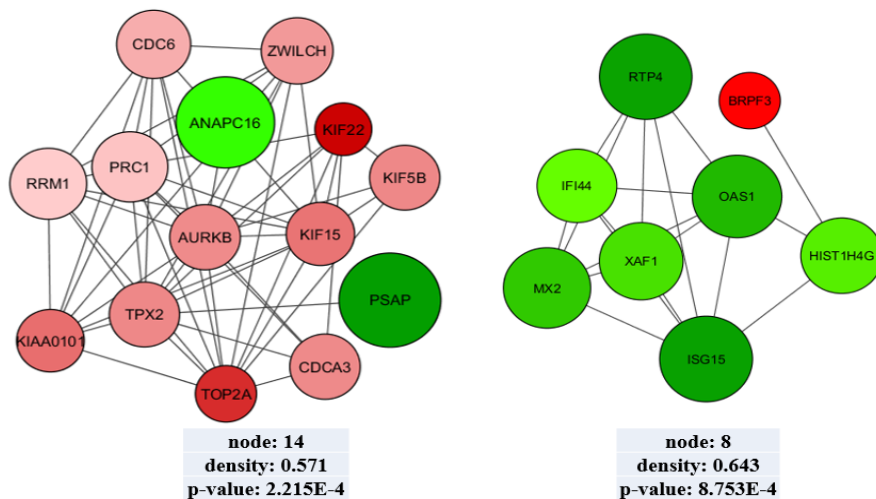 CDC6
ZWILCH
ANAPC16
KIF22
PRC1
RRM1
KIF5B
AURKB
KIF15
PSAP
TPX2
KIAA0101
CDCA3
TOP2A
node: 14
density: 0.571
p-value: 2.215E-4
RTP4
BRPF3
IFI44
OAS1
XAF1
HIST1H4G
MX2
ISG15
node: 8
density: 0.643
p-value: 8.753E-4